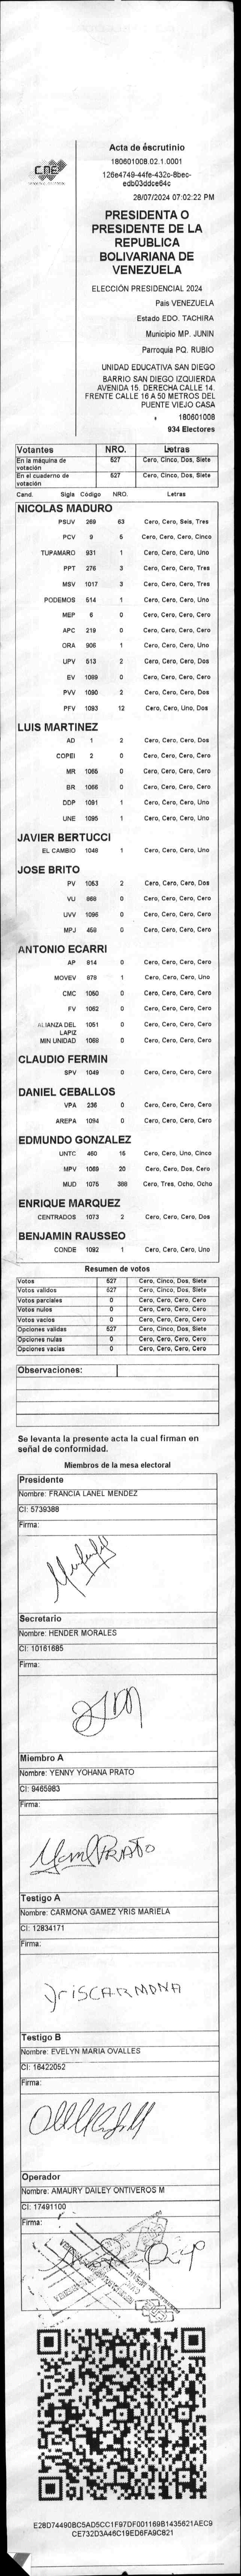 CNE
Acta de escrutinio
180601008.02.1.0001
126e4749-44fe-432c-8bec-
edb03ddce64c
28/07/2024 07:02:22 PM
PRESIDENTA O
PRESIDENTE DE LA
REPUBLICA
BOLIVARIANA DE
VENEZUELA
ELECCIÓN PRESIDENCIAL 2024
Pais VENEZUELA
Estado EDO. TACHIRA
Municipio MP. JUNIN
Parroquia PQ. RUBIO
UNIDAD EDUCATIVA SAN DIEGO
BARRIO SAN DIEGO IZQUIERDA
AVENIDA 15. DERECHA CALLE 14.
FRENTE CALLE 16 A 50 METROS DEL
PUENTE VIEJO CASA
180601008
934 Electores
Votantes NRO. Letras
En la máquina de votación 527 Cero, Cinco, Dos, Siete
En el cuaderno de votación 527 Cero, Cinco, Dos, Siete
Cand. Sigla Código NRO. Letras
NICOLAS MADURO
PSUV 269 63 Cero, Cero, Seis, Tres
PCV 9 5 Cero, Cero, Cero, Cinco
TUPAMARO 931 1 Cero, Cero, Cero, Uno
PPT 276 3 Cero, Cero, Cero, Tres
MSV 1017 3 Cero, Cero, Cero, Tres
PODEMOS 514 1 Cero, Cero, Cero, Uno
MEP 6 0 Cero, Cero, Cero, Cero
APC 219 0 Cero, Cero, Cero, Cero
ORA 906 1 Cero, Cero, Cero, Uno
UPV 513 2 Cero, Cero, Cero, Dos
EV 1089 0 Cero, Cero, Cero, Cero
PVV 1090 2 Cero, Cero, Cero, Dos
PFV 1093 12 Cero, Cero, Uno, Dos
LUIS MARTINEZ
AD 1 2 Cero, Cero, Cero, Dos
COPEI 2 0 Cero, Cero, Cero, Cero
MR 1065 0 Cero, Cero, Cero, Cero
BR 1066 0 Cero, Cero, Cero, Cero
DDP 1091 1 Cero, Cero, Cero, Uno
UNE 1095 1 Cero, Cero, Cero, Uno
JAVIER BERTUCCI
EL CAMBIO 1048 1 Cero, Cero, Cero, Uno
JOSE BRITO
PV 1053 2 Cero, Cero, Cero, Dos
VU 868 0 Cero, Cero, Cero, Cero
UVV 1096 0 Cero, Cero, Cero, Cero
MPJ 458 0 Cero, Cero, Cero, Cero
ANTONIO ECARRI
AP 814 0 Cero, Cero, Cero, Cero
MOVEV 879 1 Cero, Cero, Cero, Uno
CMC 1050 0 Cero, Cero, Cero, Cero
FV 1062 0 Cero, Cero, Cero, Cero
ALIANZA DEL LAPIZ 1051 0 Cero, Cero, Cero, Cero
MIN UNIDAD 1068 0 Cero, Cero, Cero, Cero
CLAUDIO FERMIN
SPV 1049 0 Cero, Cero, Cero, Cero
DANIEL CEBALLOS
VPA 236 0 Cero, Cero, Cero, Cero
AREPA 1094 0 Cero, Cero, Cero, Cero
EDMUNDO GONZALEZ
UNTC 460 15 Cero, Cero, Uno, Cinco
MPV 1069 20 Cero, Cero, Dos, Cero
MUD 1075 388 Cero, Tres, Ocho, Ocho
ENRIQUE MARQUEZ
CENTRADOS 1073 2 Cero, Cero, Cero, Dos
BENJAMIN RAUSSEO
CONDE 1092 1 Cero, Cero, Cero, Uno
Resumen de votos
Votos 527 Cero, Cinco, Dos, Siete
Votos validos 527 Cero, Cinco, Dos, Siete
Votos parciales 0 Cero, Cero, Cero, Cero
Votos nulos 0 Cero, Cero, Cero, Cero
Votos vacios 0 Cero, Cero, Cero, Cero
Opciones validas 527 Cero, Cinco, Dos, Siete
Opciones nulas 0 Cero, Cero, Cero, Cero
Opciones vacias 0 Cero, Cero, Cero, Cero
Observaciones:
Se levanta la presente acta la cual firman en
señal de conformidad.
Miembros de la mesa electoral
Presidente
Nombre: FRANCIA LANEL MENDEZ
CI: 5739388
Firma:
Secretario
Nombre: HENDER MORALES
CI: 10161685
Firma:
Miembro A
Nombre: YENNY YOHANA PRATO
CI: 9465983
Firma:
PRATO
Testigo A
Nombre: CARMONA GAMEZ YRIS MARIELA
CI: 12834171
Firma:
YRISCARMONA
Testigo B
Nombre: EVELYN MARIA OVALLES
CI: 16422052
Firma:
Operador
Nombre: AMAURY DAILEY ONTIVEROS M
CI: 17491100
Firma:
E28D74490BC5AD5CC1F97DF001169B1435621AEC9
CE732D3A46C19ED6FA9C821